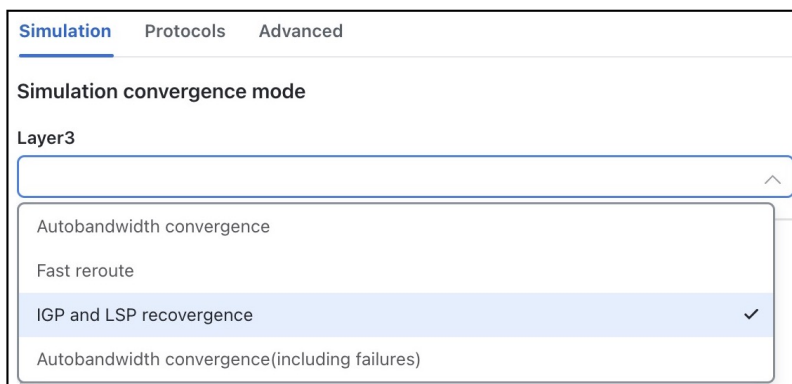 Simulation Protocols Advanced
Simulation convergence mode
Layer3
Autobandwidth convergence
Fast reroute
IGP and LSP recovergence
Autobandwidth convergence(including failures)